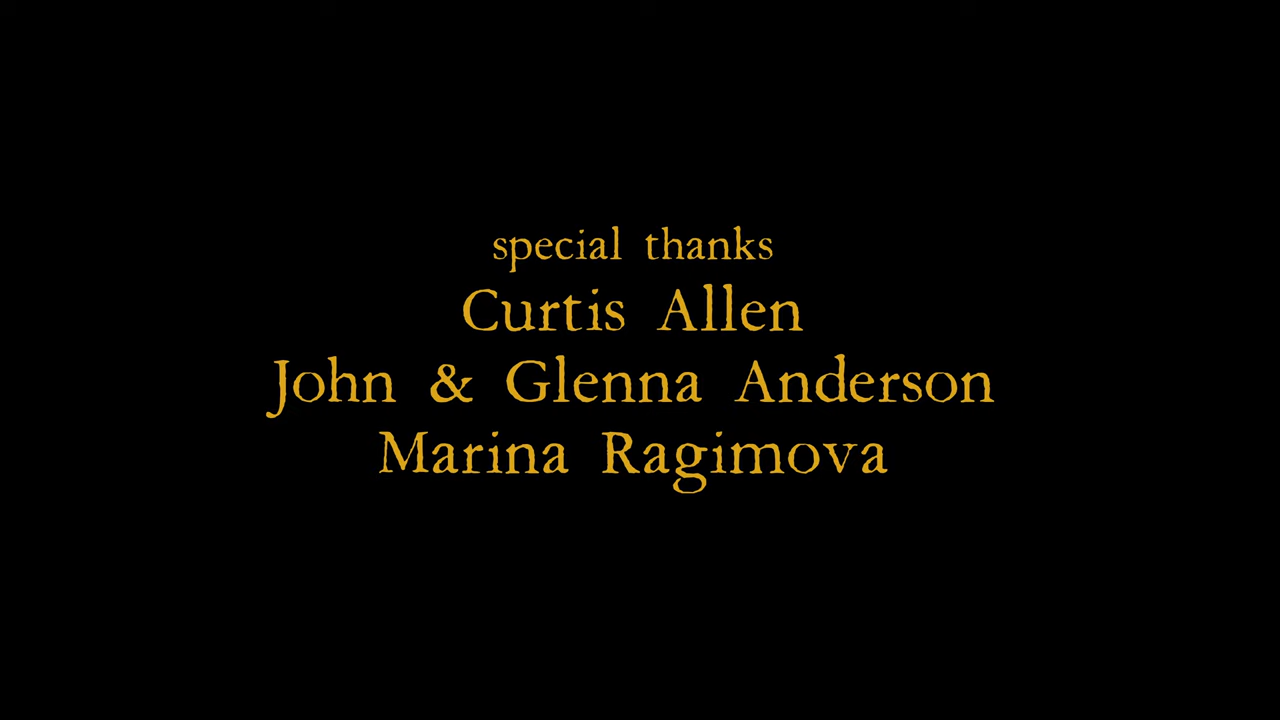 special thanks
Curtis Allen
John & Glenna Anderson
Marina Ragimova